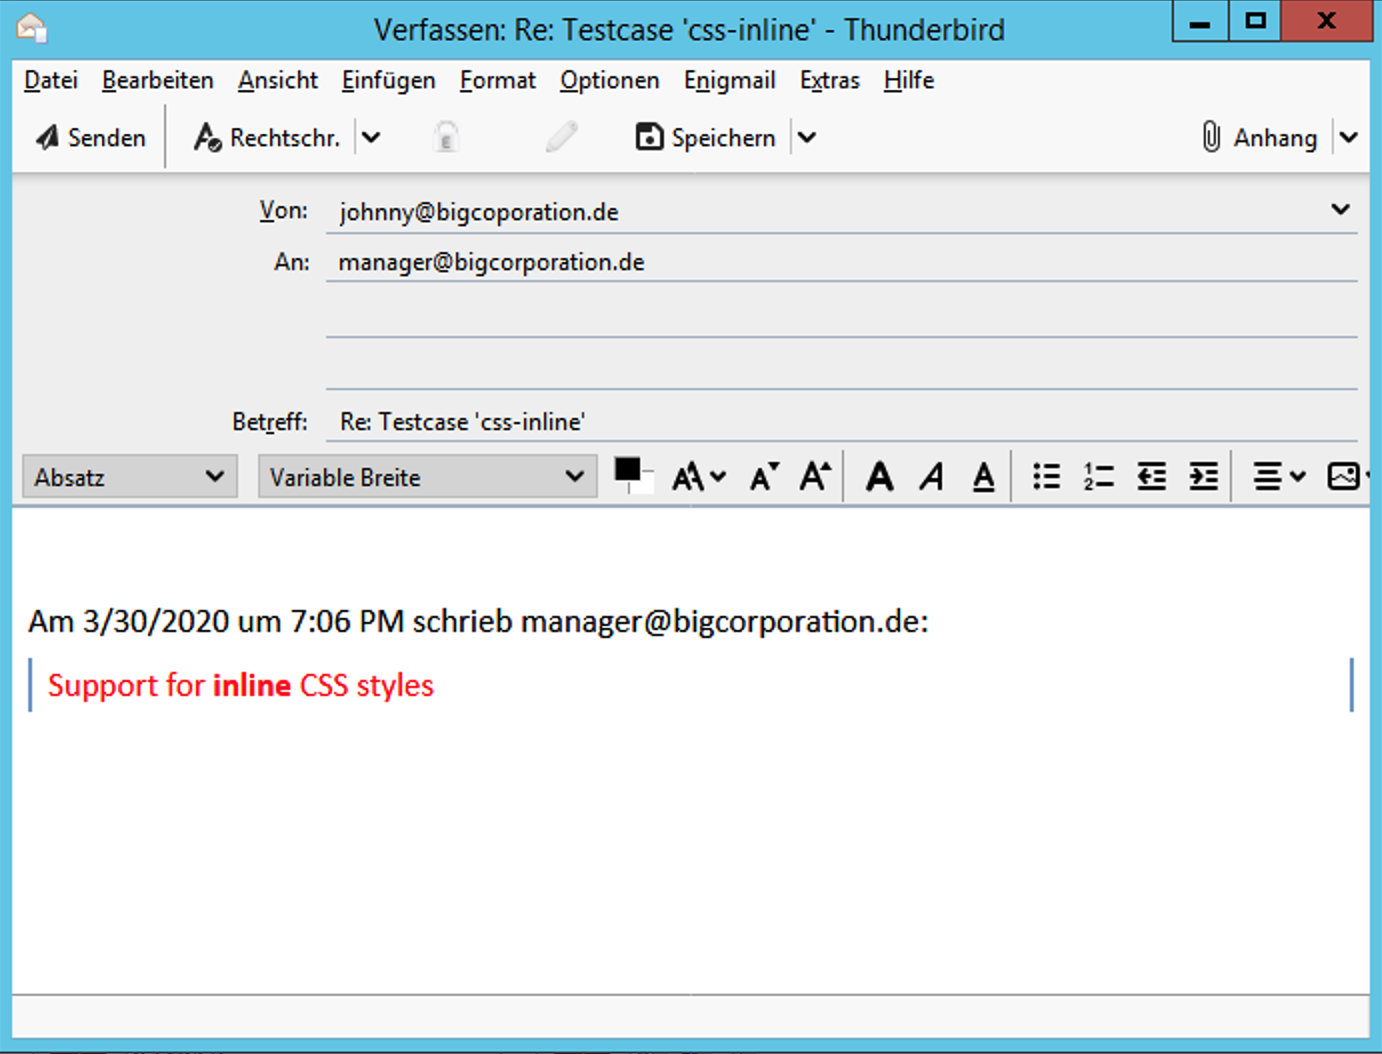 Verfassen: Re: Testcase 'css-inline' - Thunderbird
Datei Bearbeiten Ansicht Einfügen Format Optionen Enigmail Extras Hilfe
Senden Rechtschr. Speichern Anhang
Von: johnny@bigcoporation.de
An: manager@bigcorporation.de
Betreff: Re: Testcase 'css-inline'
Absatz Variable Breite
Am 3/30/2020 um 7:06 PM schrieb manager@bigcorporation.de:
Support for inline CSS styles